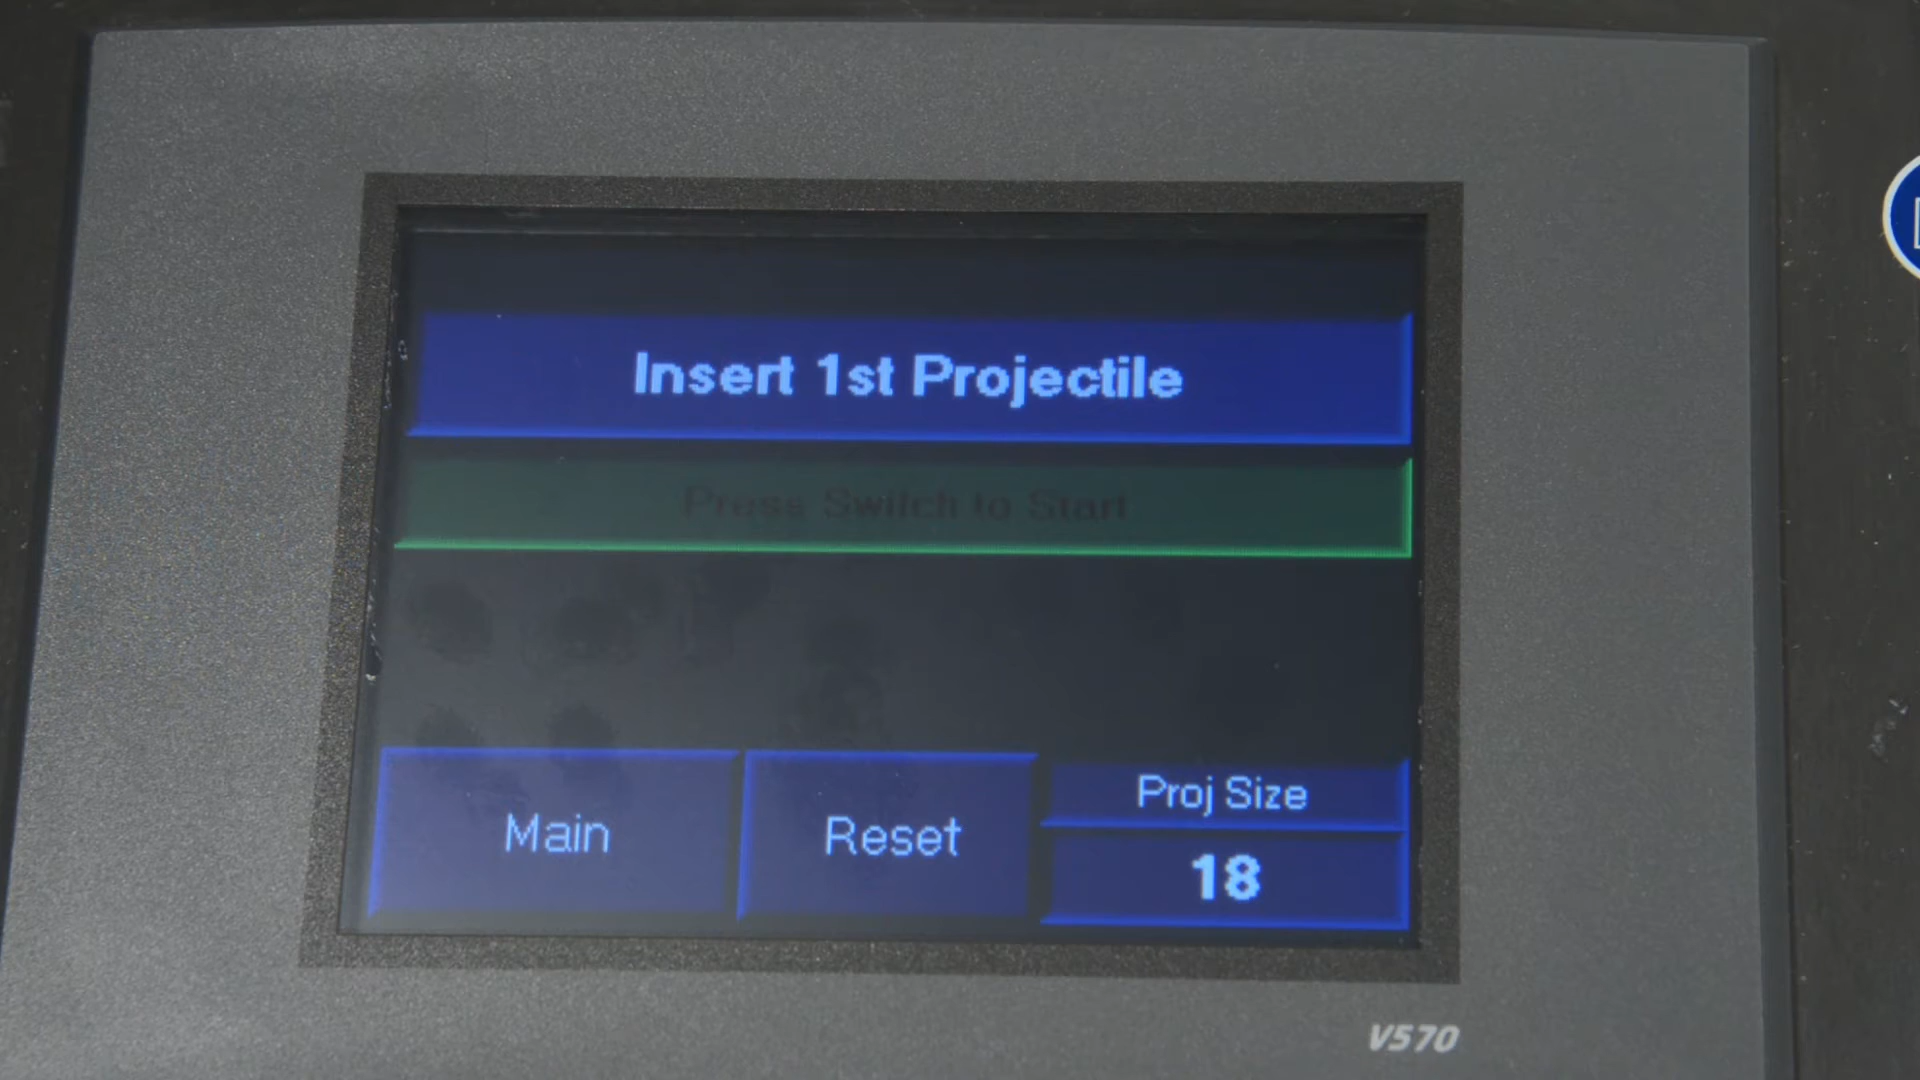 Insert 1st Projectile
Press Switch to Start
Main
Reset
Proj Size
18
V570